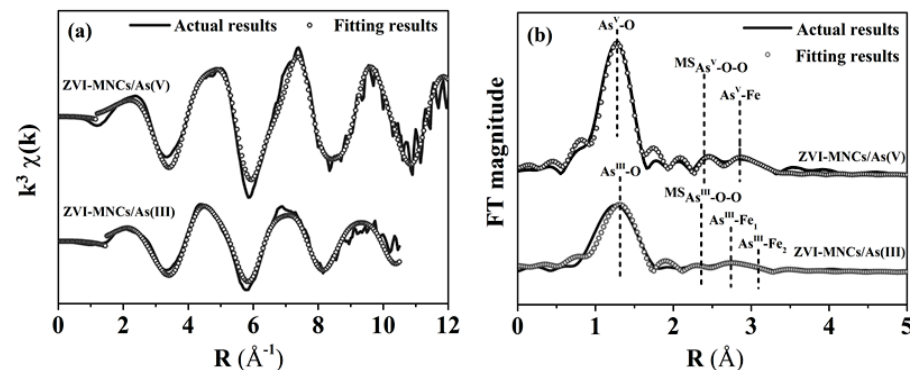 (a)
Actual results
Fitting results
ZVI-MNCs/As(V)
ZVI-MNCs/As(III)
k³ χ(k)
0 2 4 6 8 10 12
R (Å⁻¹)
(b)
Actual results
Fitting results
Asⱽ-O
ᴹˢAsⱽ-O-O
Asⱽ-Fe
ZVI-MNCs/As(V)
Asᴵᴵᴵ-O
ᴹˢAsᴵᴵᴵ-O-O
Asᴵᴵᴵ-Fe₁
Asᴵᴵᴵ-Fe₂
ZVI-MNCs/As(III)
FT magnitude
0 1 2 3 4 5
R (Å)